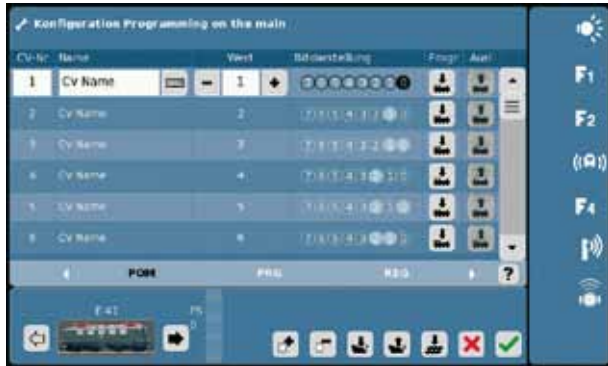 Konfiguration Programming on the main
CV-Nr Name Wert Bitdarstellung Progr Ausl
1 Cv Name - 1 +
2 Cv Name 2
3 Cv Name 3
4 Cv Name 4
5 Cv Name 5
6 Cv Name 6
POM PRG REG ?
E 41 FS
0
F1
F2
F4